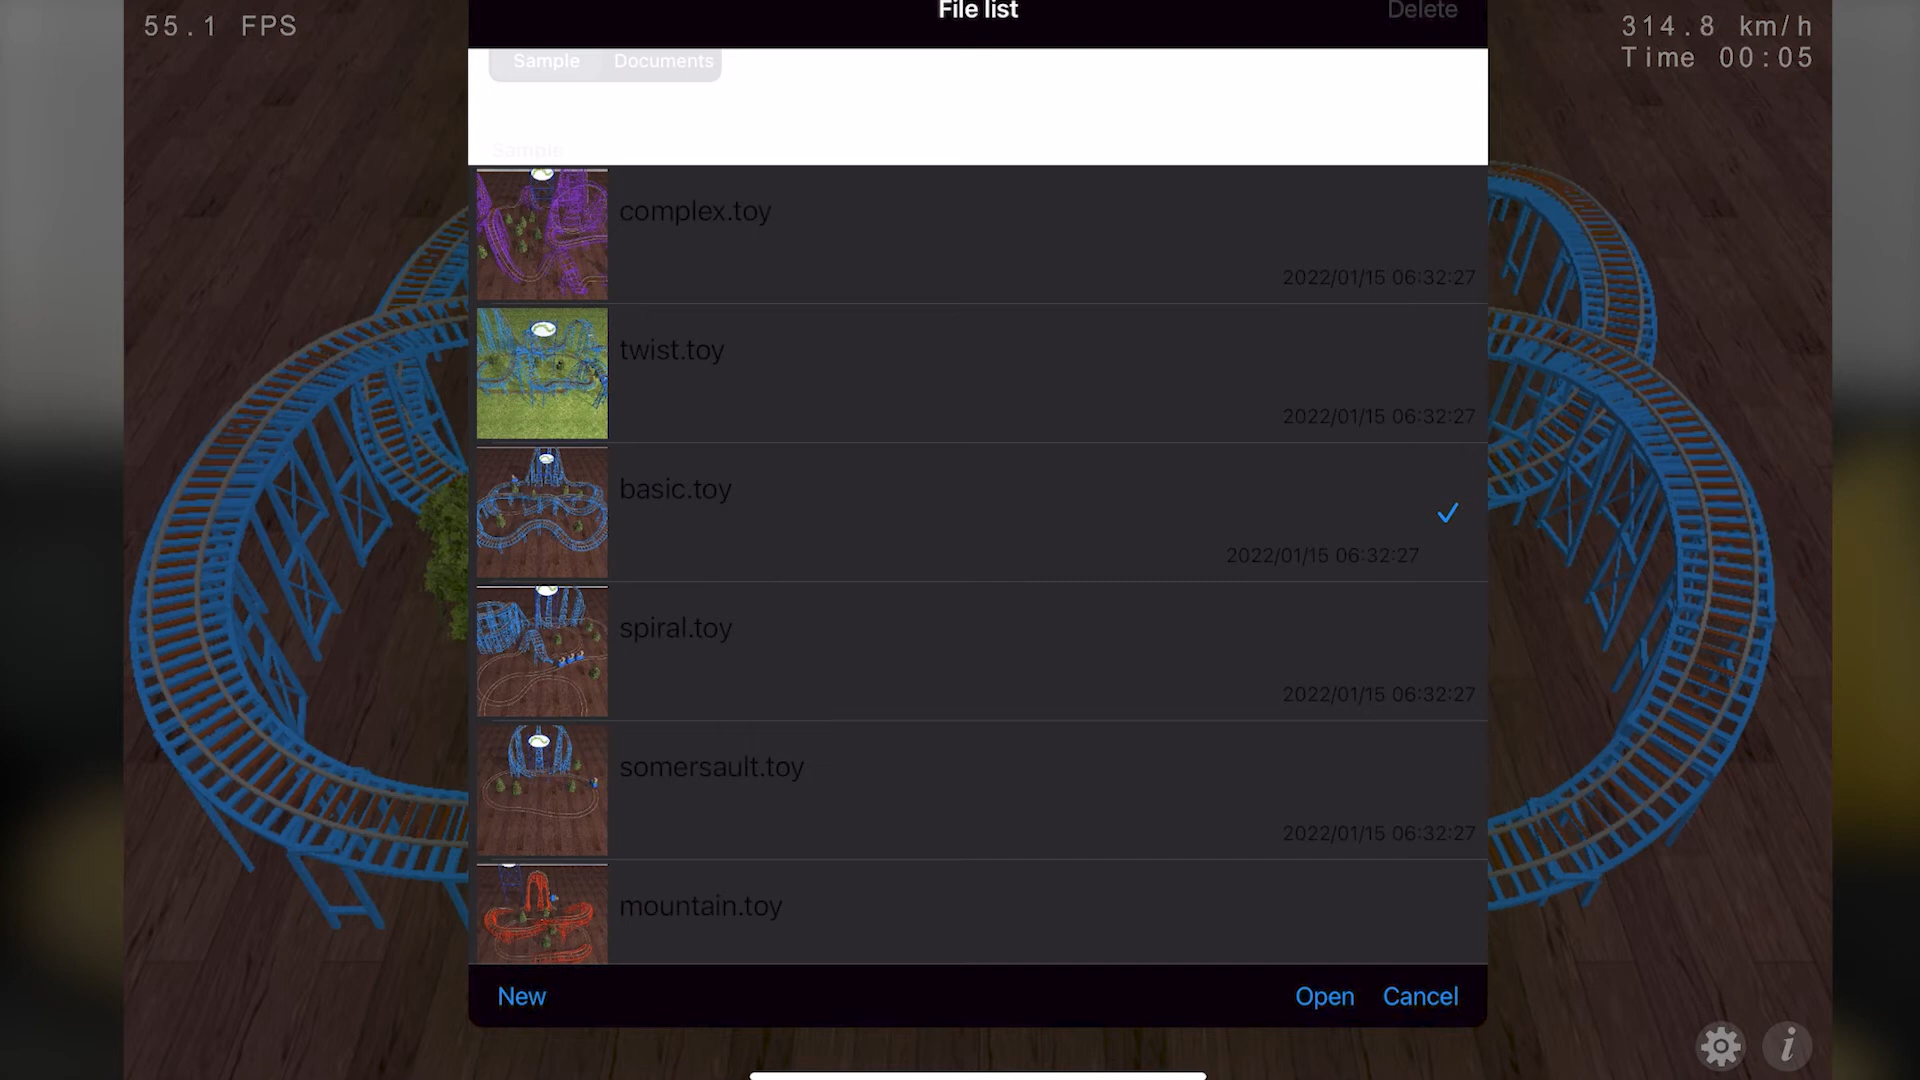 55.1 FPS
File list
Delete
314.8 km/h
Time 00:05
Sample
Documents
Sample
complex.toy
2022/01/15 06:32:27
twist.toy
2022/01/15 06:32:27
basic.toy
2022/01/15 06:32:27
spiral.toy
2022/01/15 06:32:27
somersault.toy
2022/01/15 06:32:27
mountain.toy
New
Open
Cancel
i